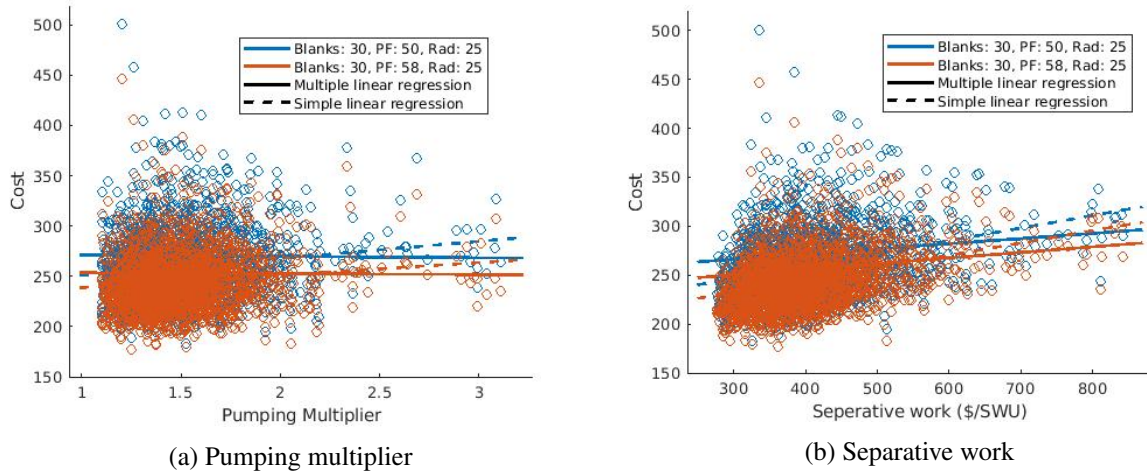 500
450
400
350
300
250
200
150
Cost
Blanks: 30, PF: 50, Rad: 25
Blanks: 30, PF: 58, Rad: 25
Multiple linear regression
Simple linear regression
1
1.5
2
2.5
3
Pumping Multiplier
(a) Pumping multiplier
500
450
400
350
300
250
200
150
Cost
Blanks: 30, PF: 50, Rad: 25
Blanks: 30, PF: 58, Rad: 25
Multiple linear regression
Simple linear regression
300
400
500
600
700
800
Seperative work ($/SWU)
(b) Separative work